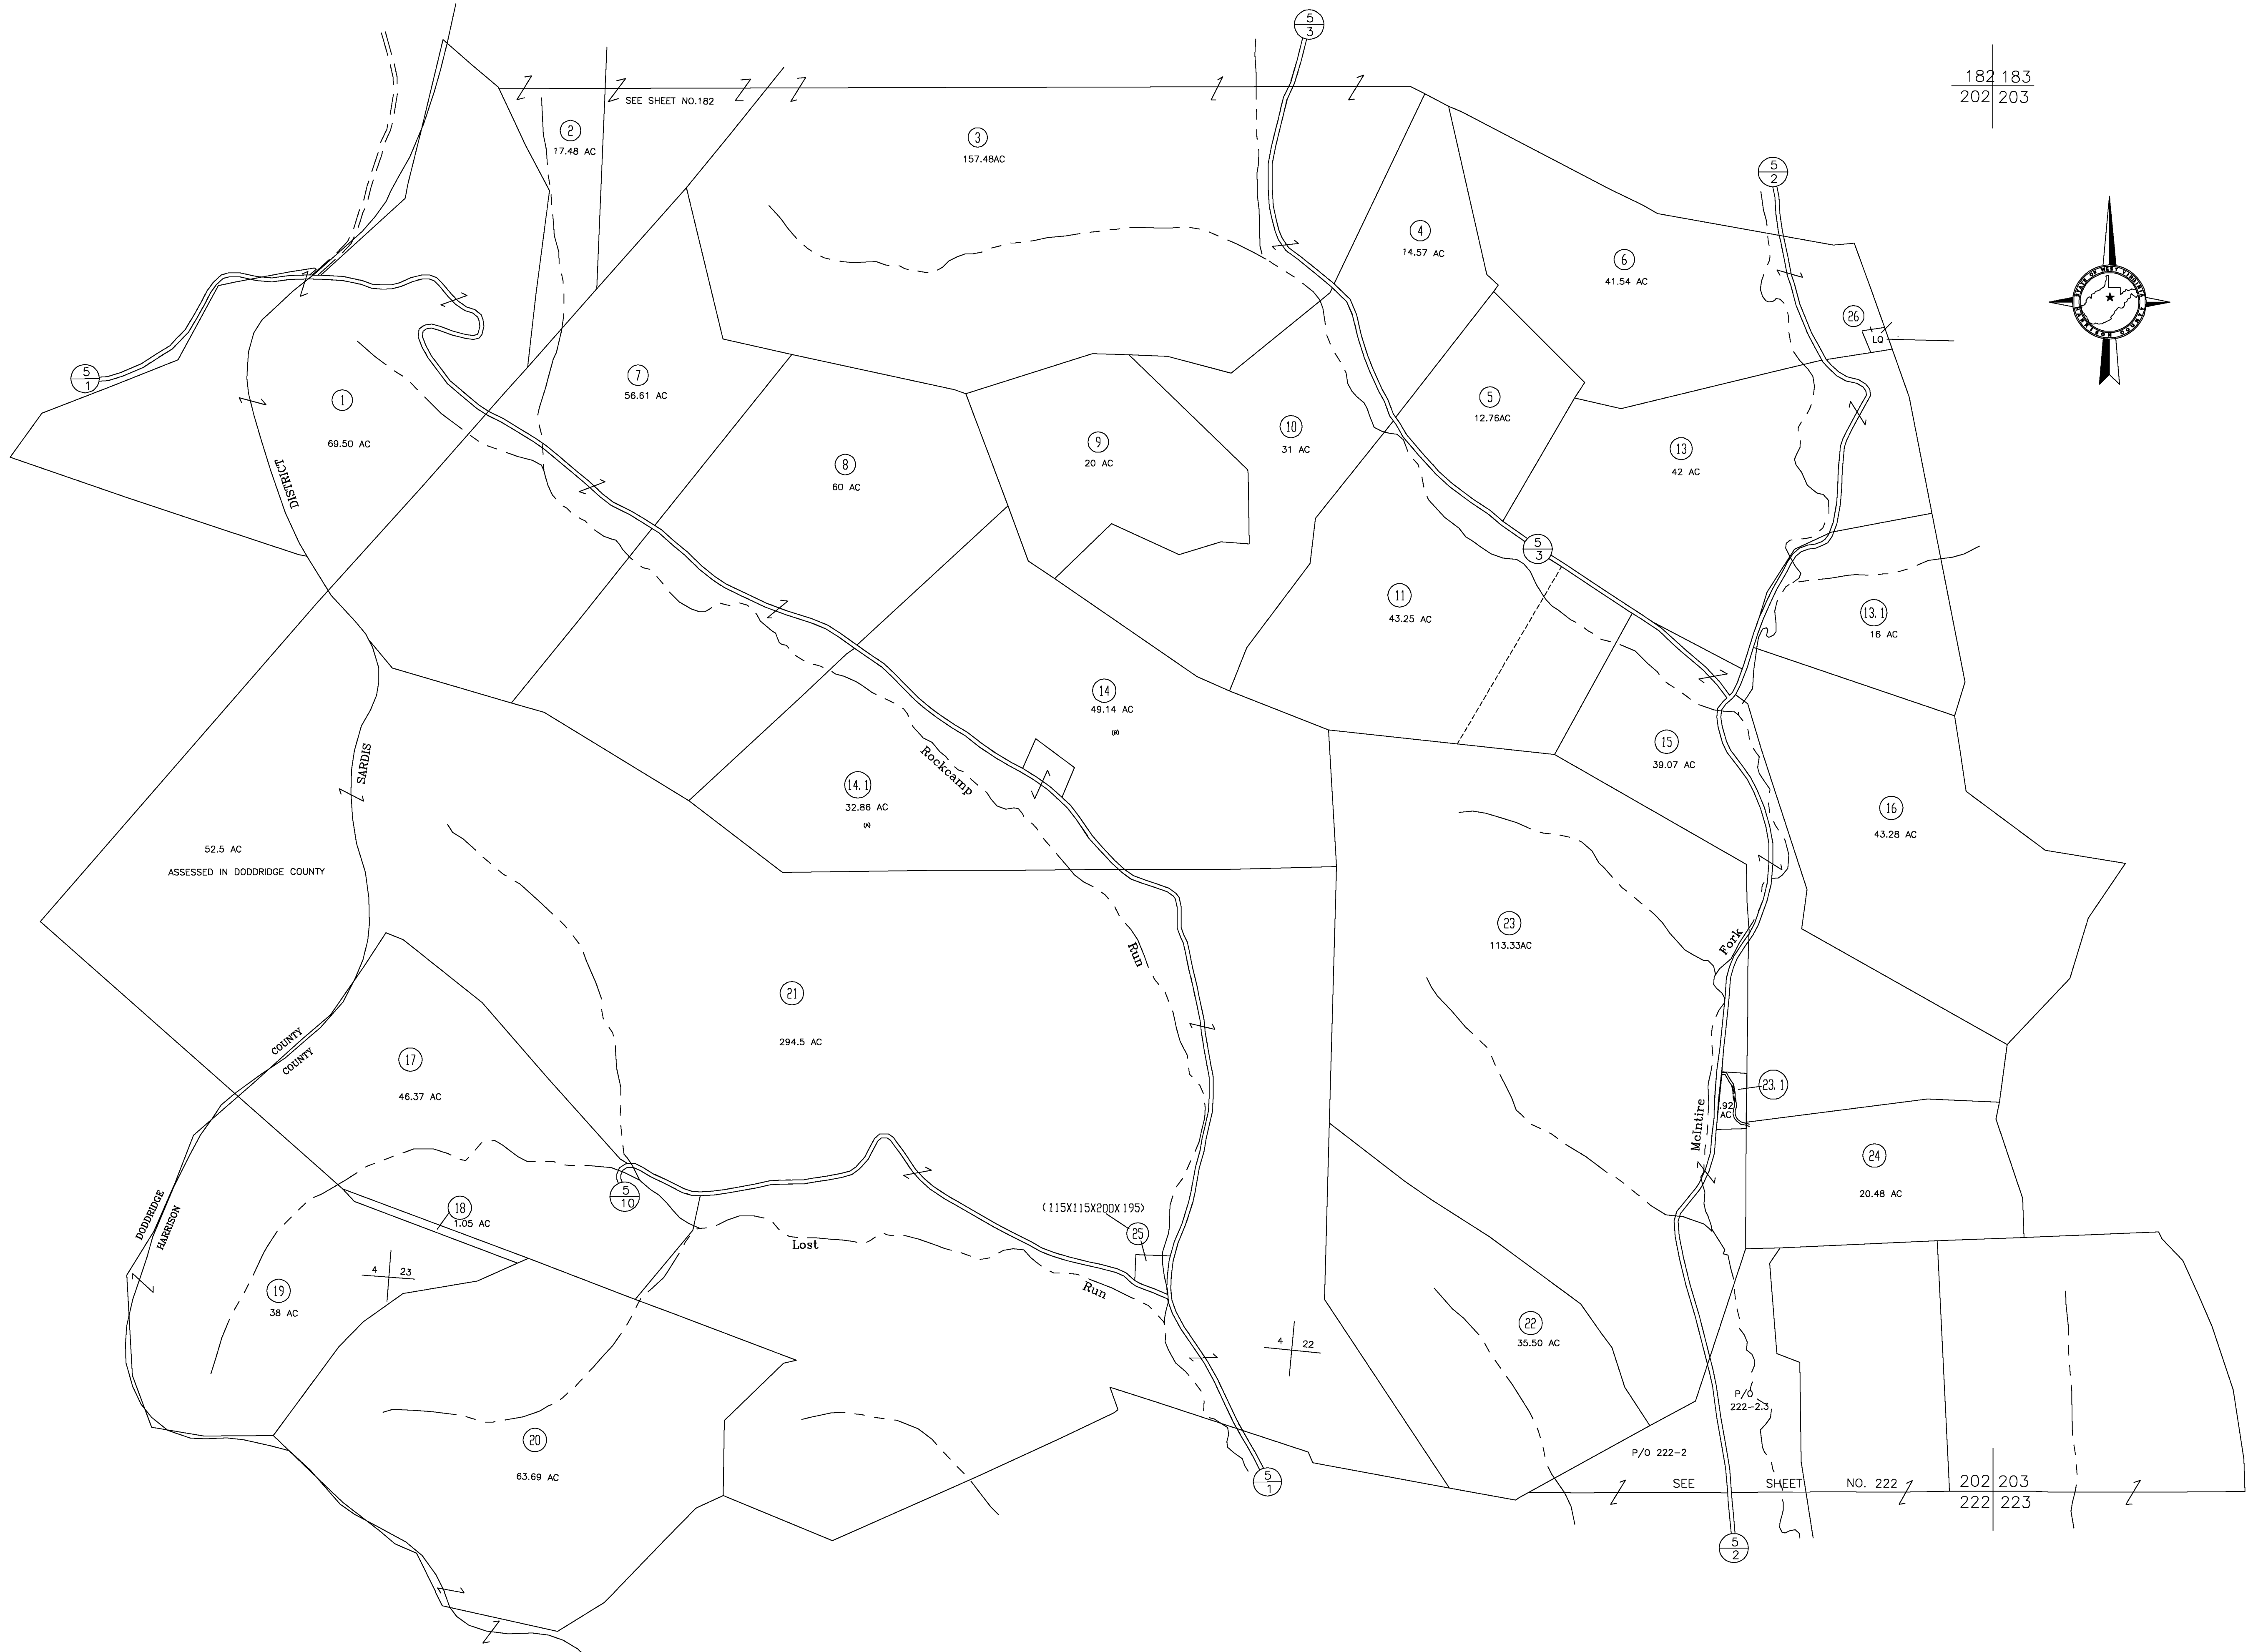 5
3
182 183
202 203
SEE SHEET NO.182
2
17.48 AC
3
157.48AC
5
2
4
14.57 AC
6
41.54 AC
STATE OF WEST VIRGINIA
HARRISON COUNTY
26
LQ
5
1
7
56.61 AC
1
69.50 AC
5
12.76AC
10
31 AC
9
20 AC
13
42 AC
8
60 AC
DISTRICT
5
3
11
43.25 AC
13.1
16 AC
14
49.14 AC
(B)
15
39.07 AC
SARDIS
Rockcamp
14.1
32.86 AC
(A)
16
43.28 AC
52.5 AC
ASSESSED IN DODDRIDGE COUNTY
23
113.33AC
Run
Fork
21
294.5 AC
COUNTY
COUNTY
17
46.37 AC
23.1
.92
AC
McIntire
24
20.48 AC
5
10
18
1.05 AC
(115X115X200X195)
25
DODDRIDGE
HARRISON
Lost
4 23
19
38 AC
Run
22
35.50 AC
4 22
P/O
222-2.3
20
63.69 AC
P/O 222-2
5
1
SEE SHEET NO. 222
202 203
222 223
5
2